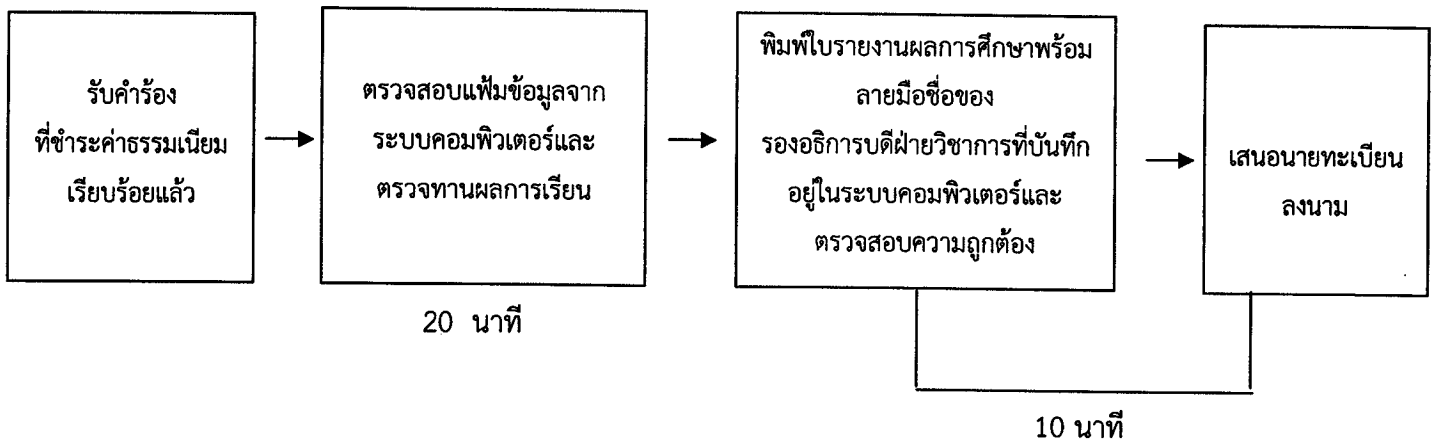 รับคำร้อง
ที่ชำระค่าธรรมเนียม
เรียบร้อยแล้ว
ตรวจสอบแฟ้มข้อมูลจาก
ระบบคอมพิวเตอร์และ
ตรวจทานผลการเรียน
20 นาที
พิมพ์ใบรายงานผลการศึกษาพร้อม
ลายมือชื่อของ
รองอธิการบดีฝ่ายวิชาการที่บันทึก
อยู่ในระบบคอมพิวเตอร์และ
ตรวจสอบความถูกต้อง
เสนอนายทะเบียน
ลงนาม
10 นาที